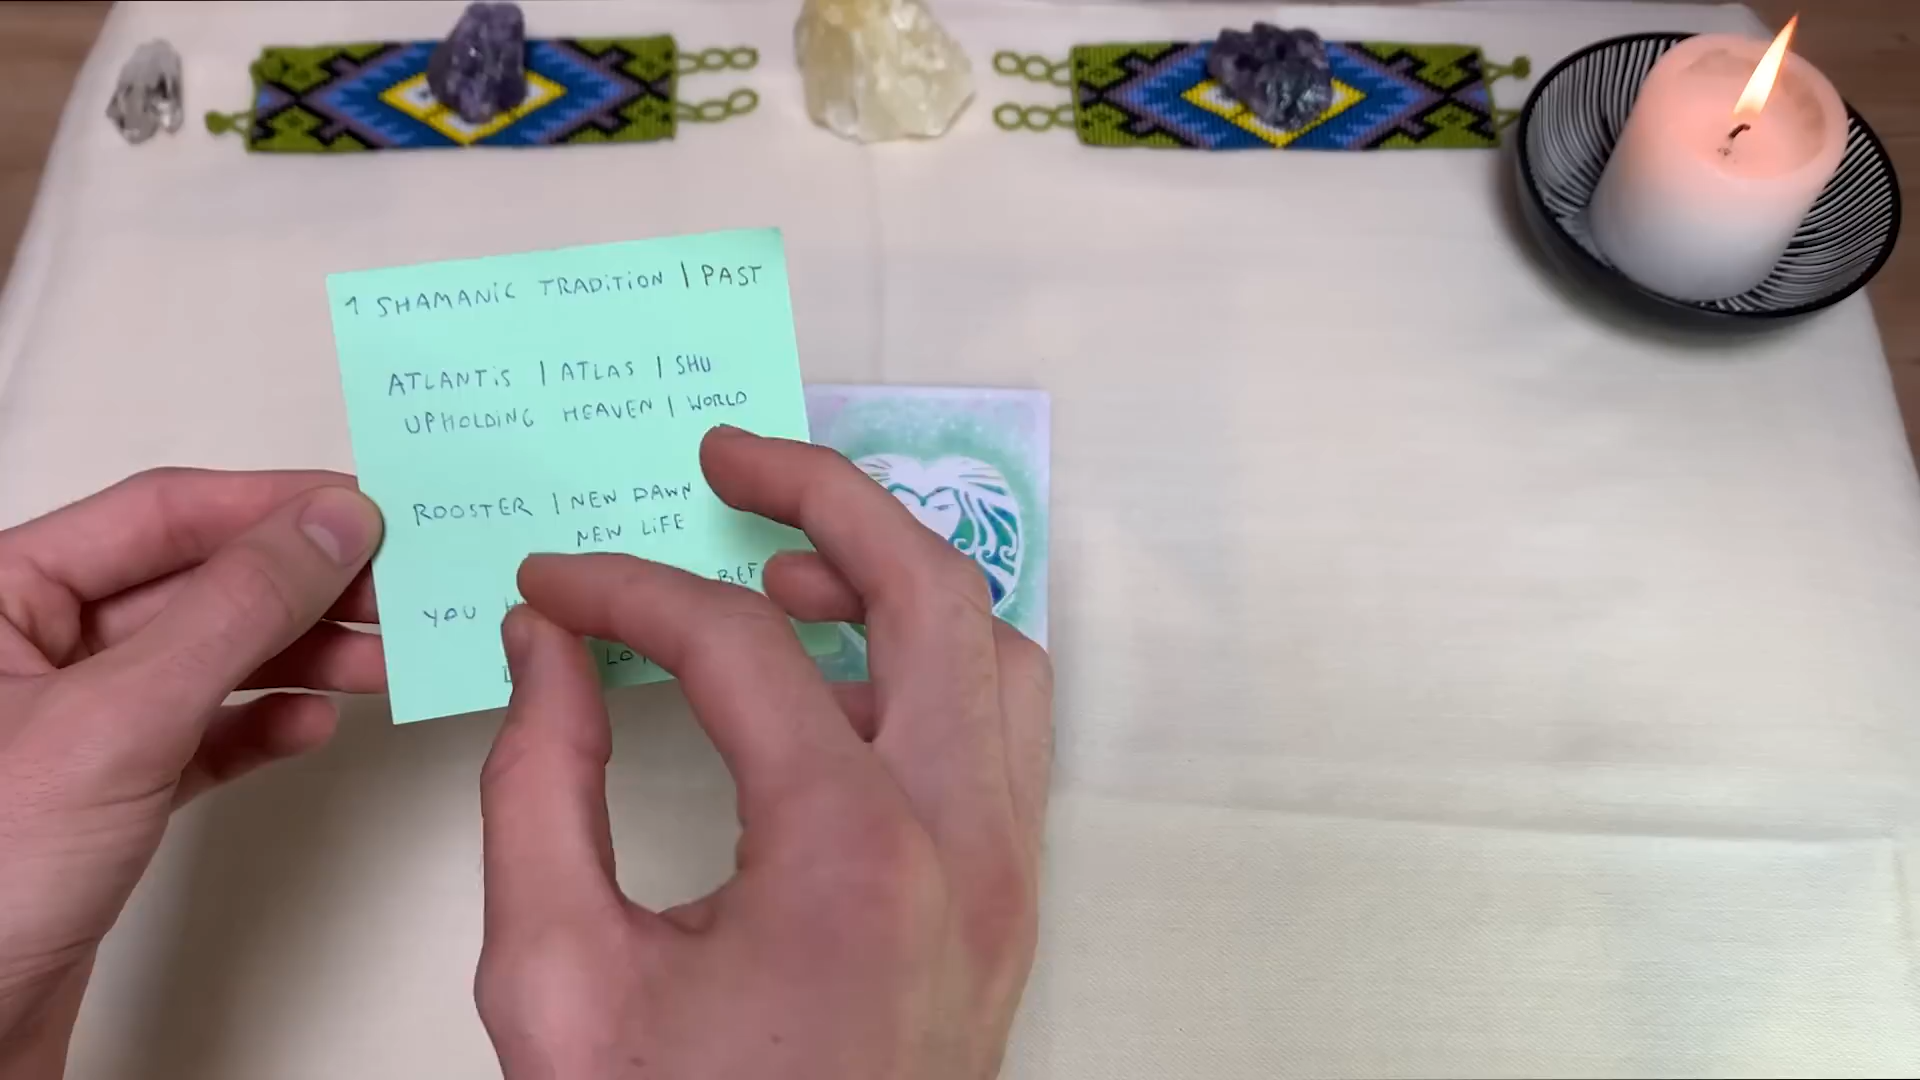 1 SHAMANIC TRADITION | PAST
ATLANTIS | ATLAS | SHU
UPHOLDING HEAVEN | WORLD
ROOSTER | NEW DAWN
NEW LIFE
YOU